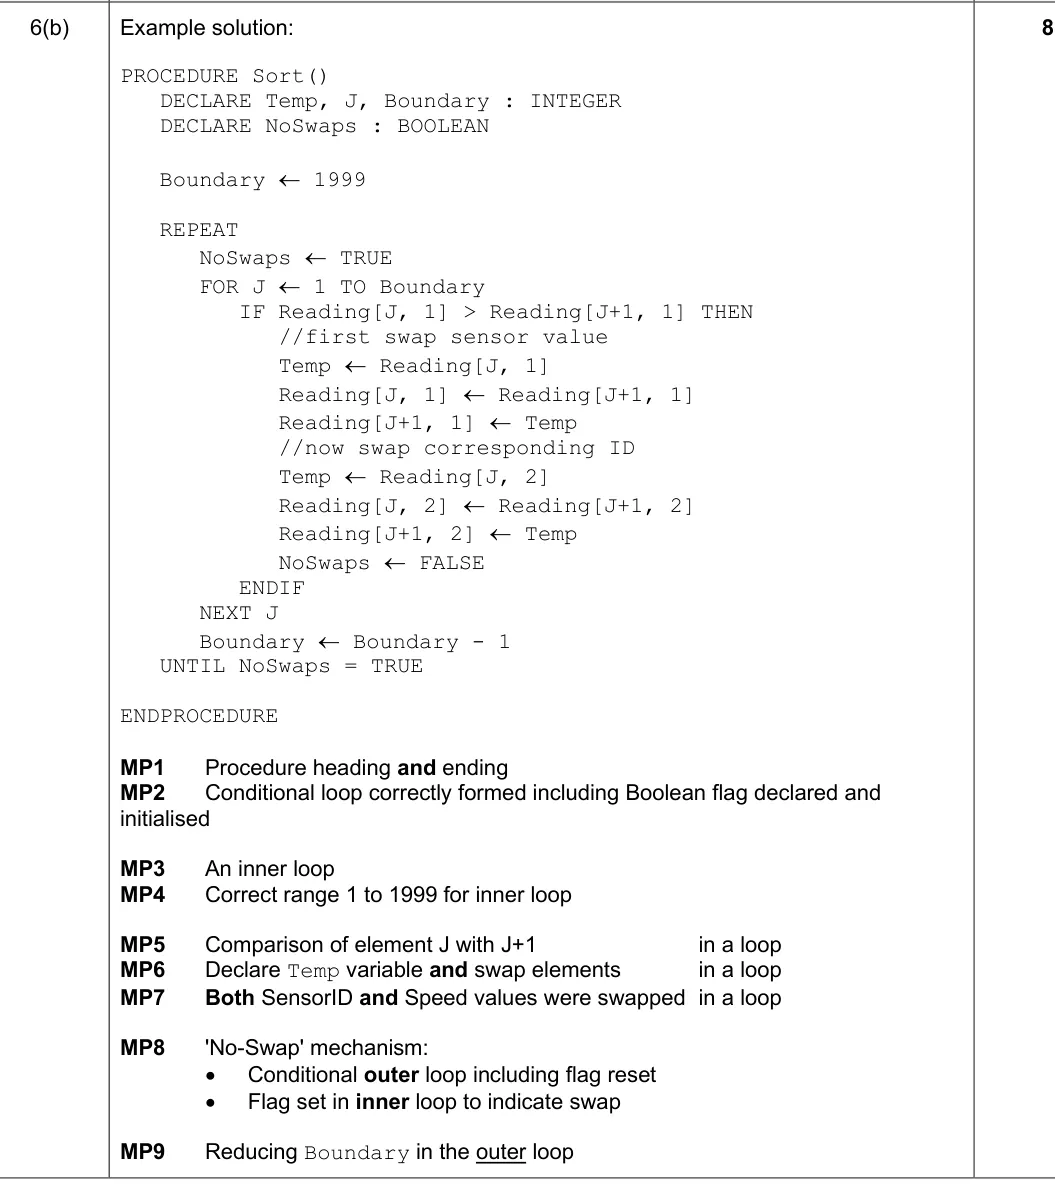 6(b)
Example solution:
8
PROCEDURE Sort()
DECLARE Temp, J, Boundary : INTEGER
DECLARE NoSwaps : BOOLEAN
Boundary ← 1999
REPEAT
NoSwaps ← TRUE
FOR J ← 1 TO Boundary
IF Reading[J, 1] > Reading[J+1, 1] THEN
//first swap sensor value
Temp ← Reading[J, 1]
Reading[J, 1] ← Reading[J+1, 1]
Reading[J+1, 1] ← Temp
//now swap corresponding ID
Temp ← Reading[J, 2]
Reading[J, 2] ← Reading[J+1, 2]
Reading[J+1, 2] ← Temp
NoSwaps ← FALSE
ENDIF
NEXT J
Boundary ← Boundary - 1
UNTIL NoSwaps = TRUE
ENDPROCEDURE
MP1 Procedure heading and ending
MP2 Conditional loop correctly formed including Boolean flag declared and
initialised
MP3 An inner loop
MP4 Correct range 1 to 1999 for inner loop
MP5 Comparison of element J with J+1 in a loop
MP6 Declare Temp variable and swap elements in a loop
MP7 Both SensorID and Speed values were swapped in a loop
MP8 'No-Swap' mechanism:
• Conditional outer loop including flag reset
• Flag set in inner loop to indicate swap
MP9 Reducing Boundary in the outer loop